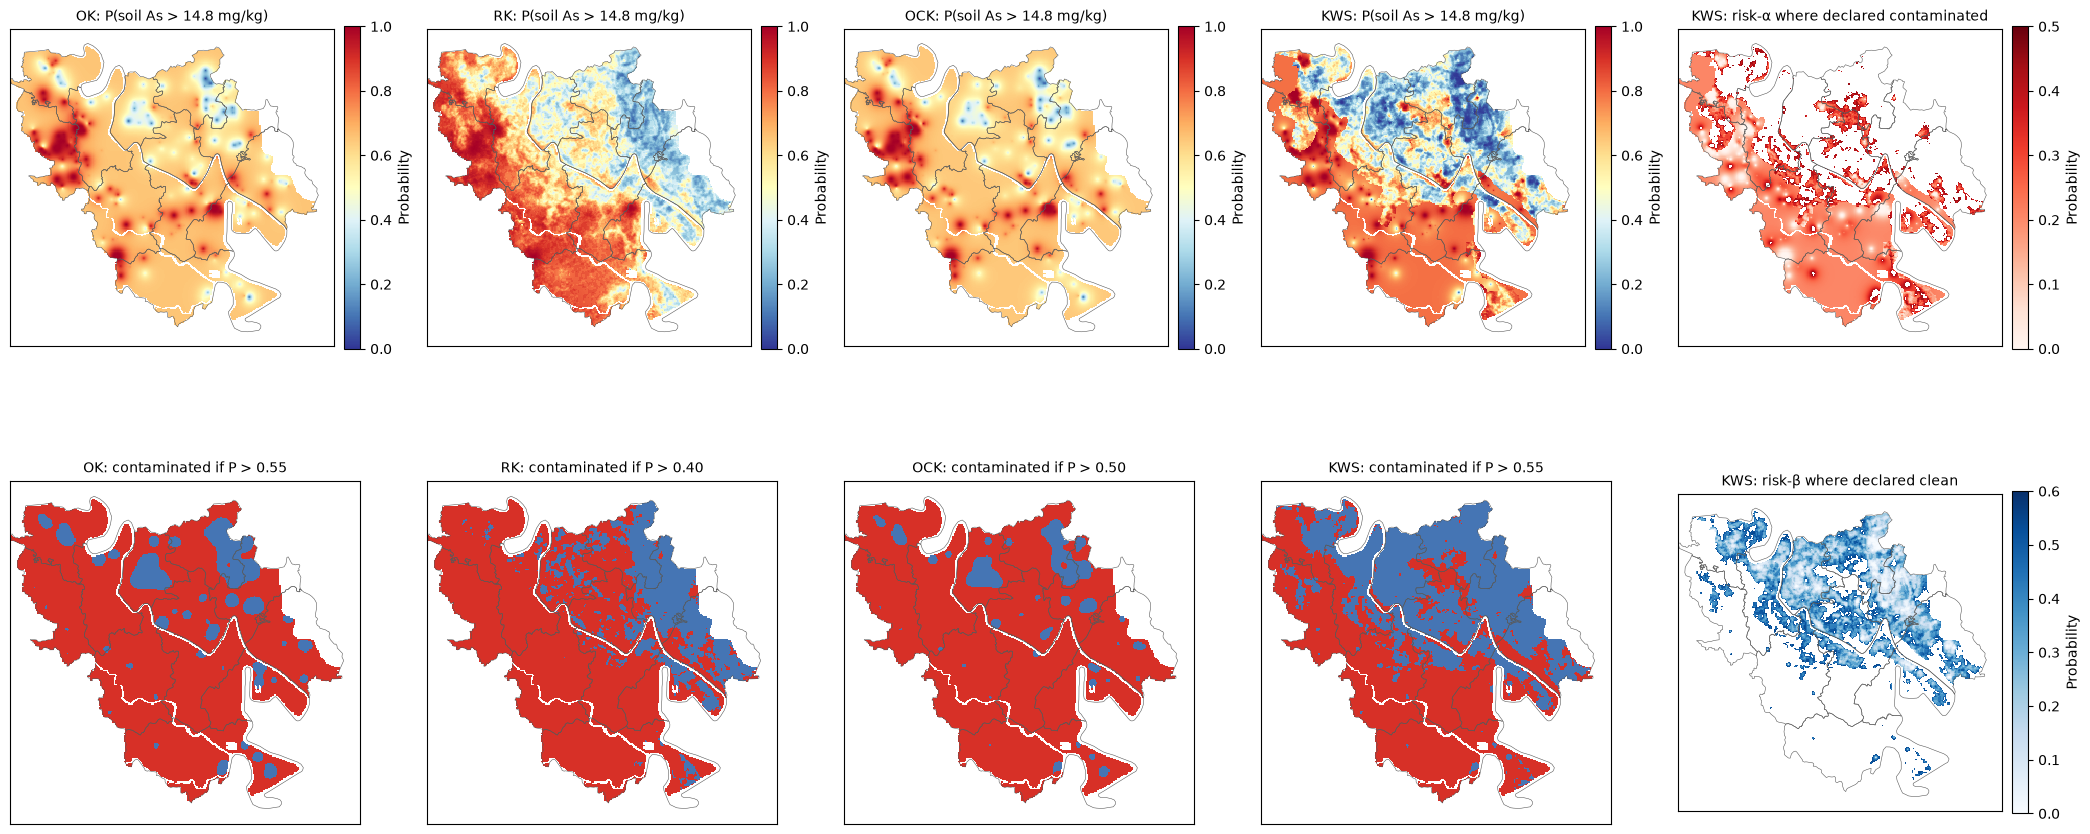 OK: P(soil As > 14.8 mg/kg)
RK: P(soil As > 14.8 mg/kg)
OCK: P(soil As > 14.8 mg/kg)
KWS: P(soil As > 14.8 mg/kg)
KWS: risk-α where declared contaminated
1.0
0.8
0.6
0.4
0.2
0.0
Probability
1.0
0.8
0.6
0.4
0.2
0.0
Probability
1.0
0.8
0.6
0.4
0.2
0.0
Probability
1.0
0.8
0.6
0.4
0.2
0.0
Probability
0.5
0.4
0.3
0.2
0.1
0.0
Probability
OK: contaminated if P > 0.55
RK: contaminated if P > 0.40
OCK: contaminated if P > 0.50
KWS: contaminated if P > 0.55
KWS: risk-β where declared clean
0.6
0.5
0.4
0.3
0.2
0.1
0.0
Probability